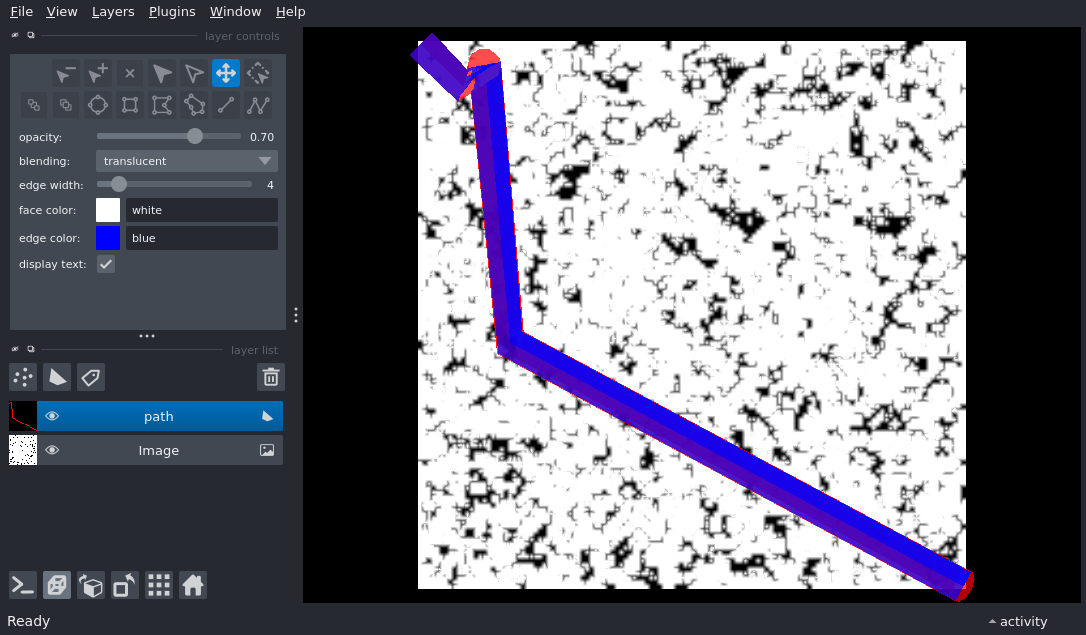 File View Layers Plugins Window Help
layer controls
opacity: 0.70
blending: translucent
edge width: 4
face color: white
edge color: blue
display text:
layer list
path
Image
Ready activity